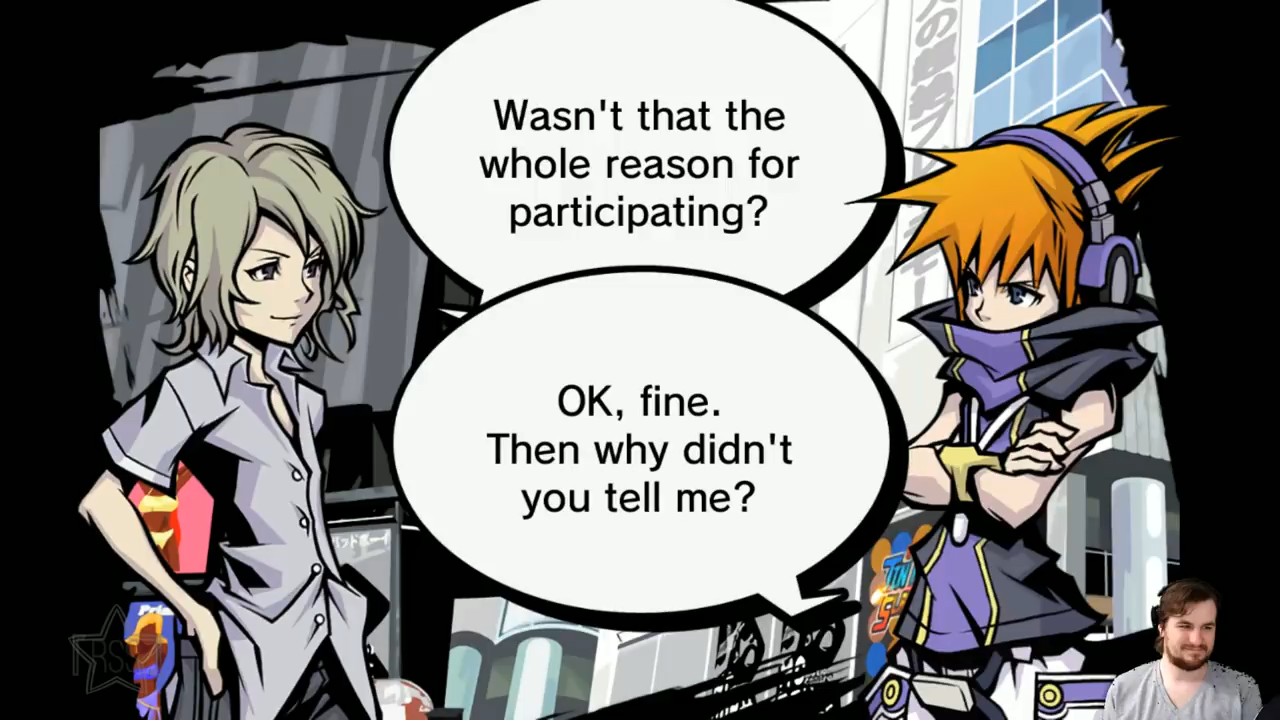 Wasn't that the
whole reason for
participating?
OK, fine.
Then why didn't
you tell me?